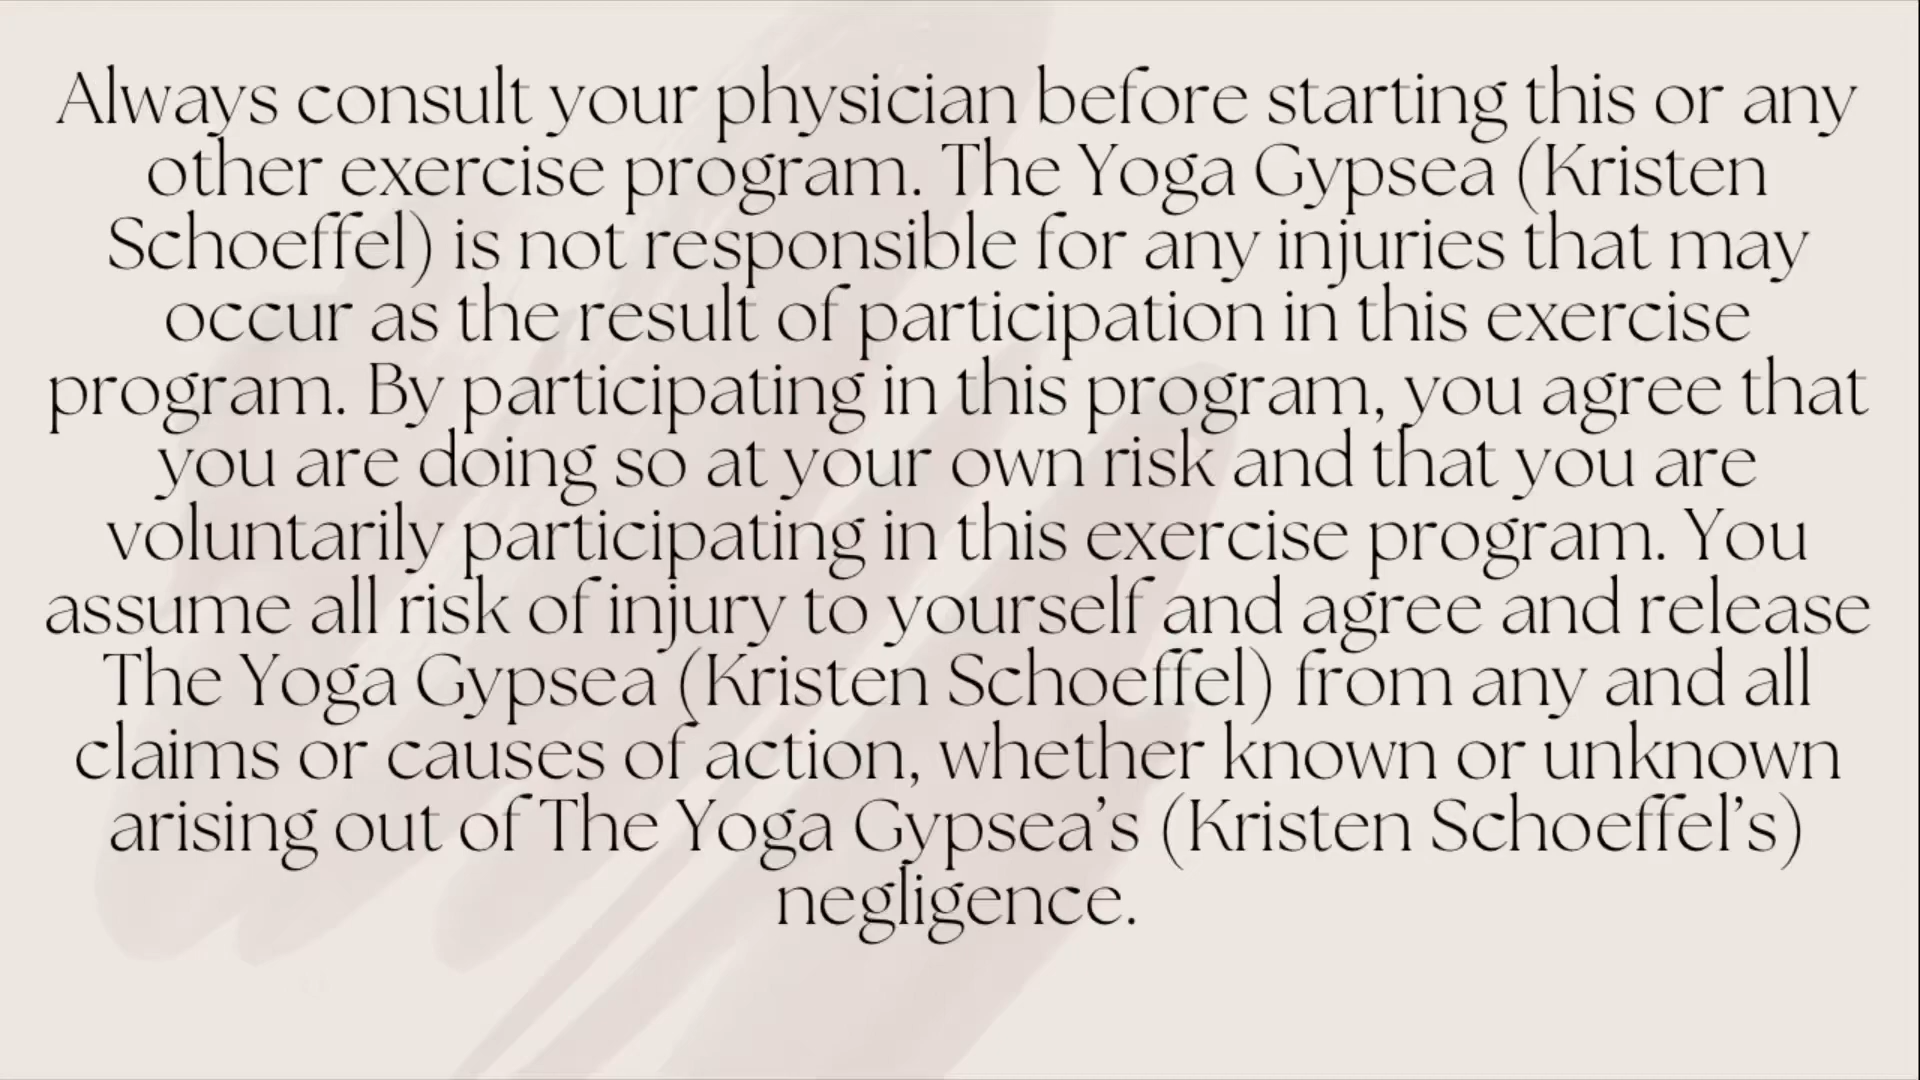 Always consult your physician before starting this or any
other exercise program. The Yoga Gypsea (Kristen
Schoeffel) is not responsible for any injuries that may
occur as the result of participation in this exercise
program. By participating in this program, you agree that
you are doing so at your own risk and that you are
voluntarily participating in this exercise program. You
assume all risk of injury to yourself and agree and release
The Yoga Gypsea (Kristen Schoeffel) from any and all
claims or causes of action, whether known or unknown
arising out of The Yoga Gypsea’s (Kristen Schoeffel’s)
negligence.